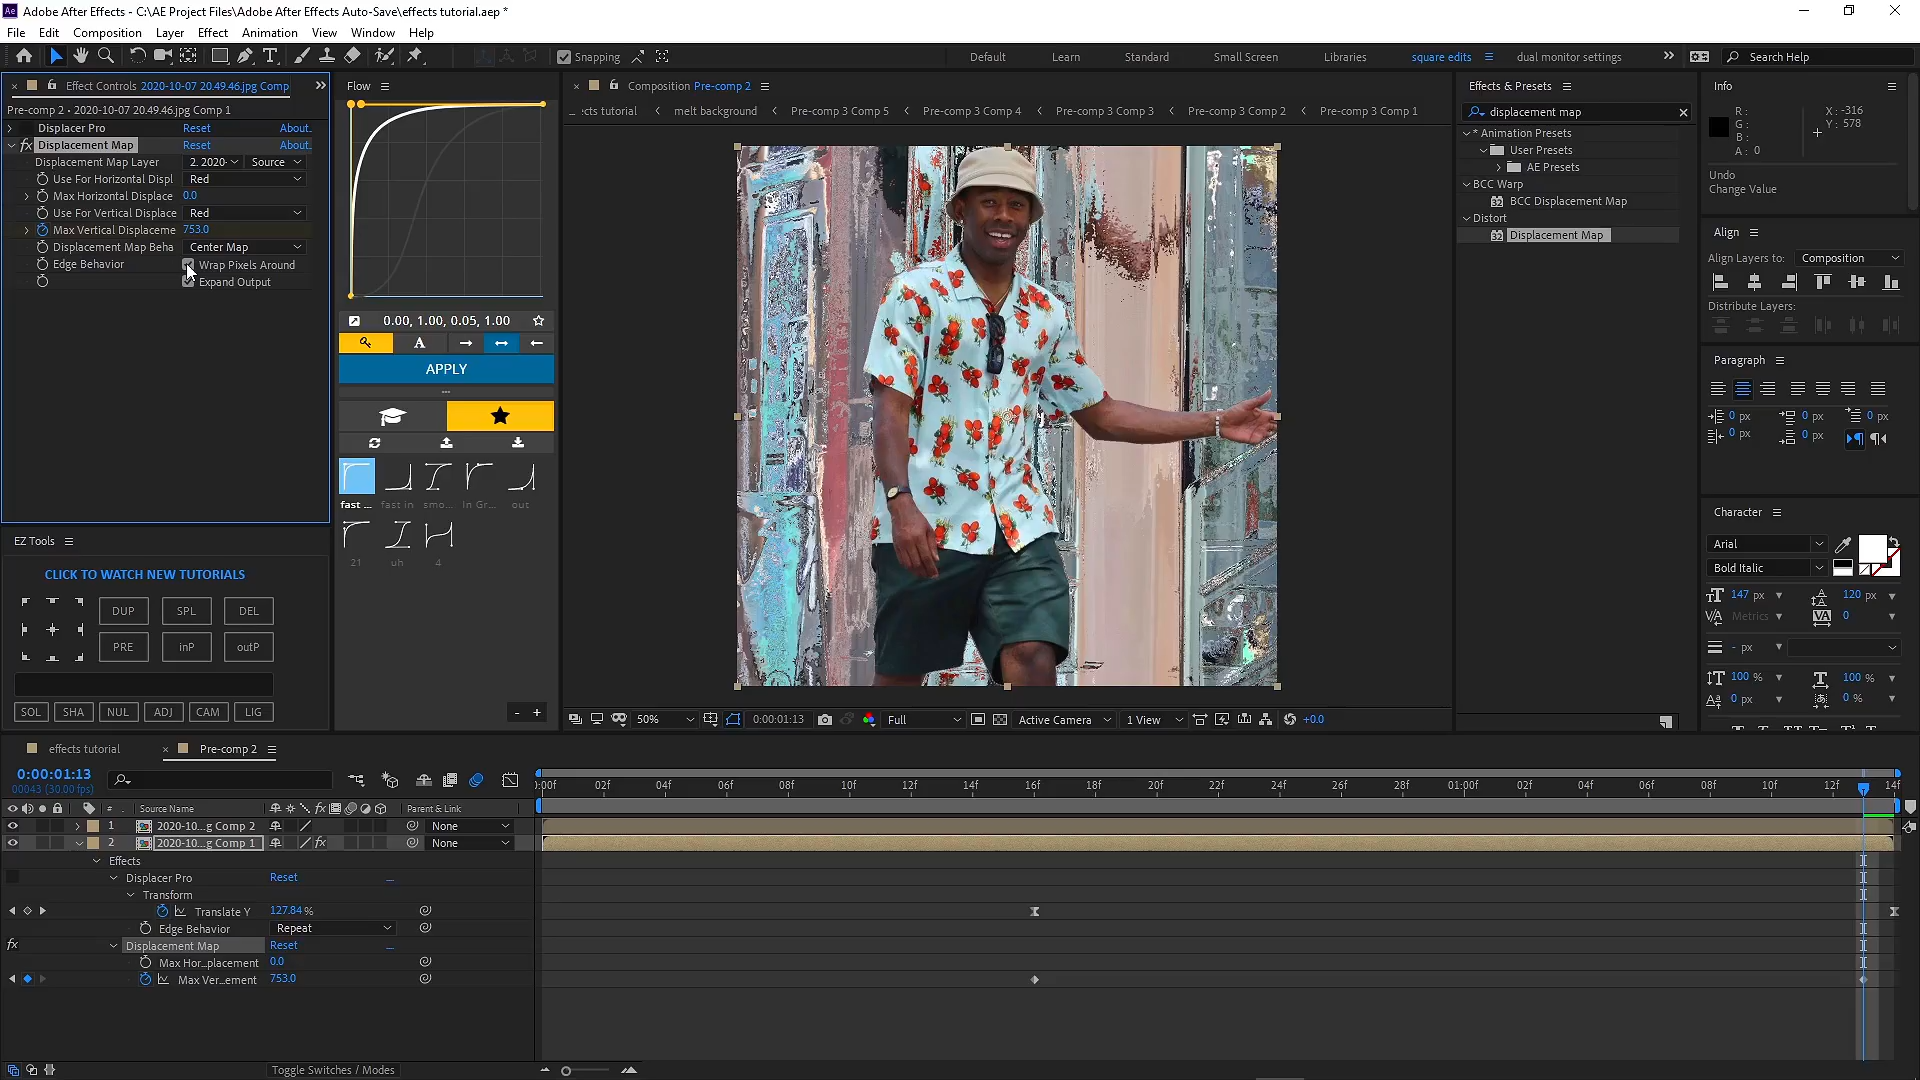 Adobe After Effects - C:\AE Project Files\Adobe After Effects Auto-Save\effects tutorial.aep *
File Edit Composition Layer Effect Animation View Window Help
Snapping Default Learn Standard Small Screen Libraries square edits dual monitor settings Search Help
Effect Controls 2020-10-07 20.49.46.jpg Comp
Pre-comp 2 • 2020-10-07 20.49.46.jpg Comp 1
Displacer Pro Reset About.
fx Displacement Map Reset About.
Displacement Map Layer 2. 2020- Source
Use For Horizontal Displ Red
Max Horizontal Displace 0.0
Use For Vertical Displace Red
Max Vertical Displaceme 753.0
Displacement Map Beha Center Map
Edge Behavior Wrap Pixels Around
Expand Output
EZ Tools
CLICK TO WATCH NEW TUTORIALS
DUP SPL DEL
PRE inP outP
SOL SHA NUL ADJ CAM LIG
Flow
0.00, 1.00, 0.05, 1.00
A
APPLY
fast ... fast in smo... In Gr... out
21 uh 4
- +
Composition Pre-comp 2
...ects tutorial melt background Pre-comp 3 Comp 5 Pre-comp 3 Comp 4 Pre-comp 3 Comp 3 Pre-comp 3 Comp 2 Pre-comp 3 Comp 1
50% 0:00:01:13 Full Active Camera 1 View +0.0
Effects & Presets
displacement map
* Animation Presets
User Presets
AE Presets
BCC Warp
BCC Displacement Map
Distort
Displacement Map
Info
R :
G :
B :
A : 0
X : -316
Y : 578
Undo
Change Value
Align
Align Layers to: Composition
Distribute Layers:
Paragraph
0 px 0 px 0 px
0 px 0 px
Character
Arial
Bold Italic
147 px 120 px
Metrics 0
- px
100 % 100 %
0 px 0 %
effects tutorial Pre-comp 2
0:00:01:13
00043 (30.00 fps)
:00f 02f 04f 06f 08f 10f 12f 14f 16f 18f 20f 22f 24f 26f 28f 01:00f 02f 04f 06f 08f 10f 12f 14f
# Source Name fx Parent & Link
1 2020-10...g Comp 2 None
2 2020-10...g Comp 1 fx None
Effects
Displacer Pro Reset
Transform
Translate Y 127.84 %
Edge Behavior Repeat
fx Displacement Map Reset
Max Hor...placement 0.0
Max Ver...ement 753.0
Toggle Switches / Modes